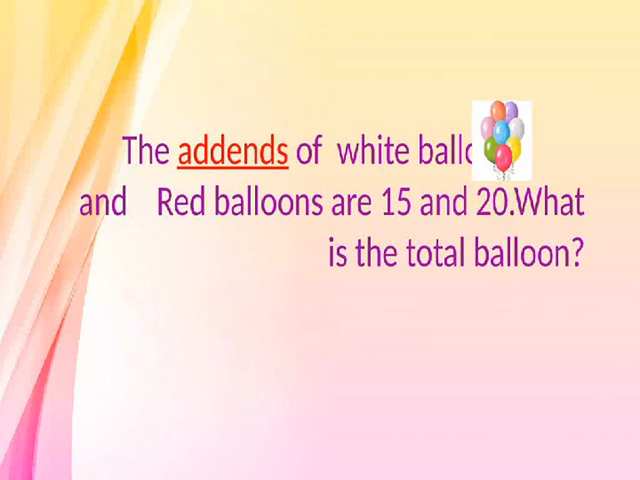 The addends of white ballo
and Red balloons are 15 and 20.What
is the total balloon?